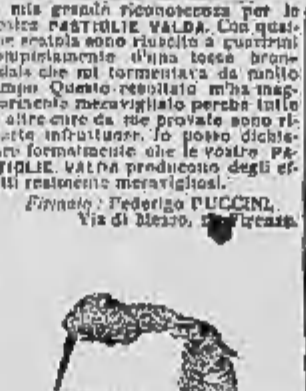 mia grande riconoscenza per le
vostre PASTIGLIE VALDA. Con qual-
che scatola sono riuscito a guarirmi
completamente d'una tosse bron-
chiale che mi tormentava da molto
tempo. Questo resultato m'ha mag-
giormente meravigliato perchè tutte
altre cure da me provate sono ri-
infruttuose. Io posso dichia-
rare formalmente che le vostre PA-
STIGLIE VALDA producono degli ef-
fetti realmente meravigliosi."
Firmato: Federigo PUCCINI,
Via di Mezzo, Firenze.